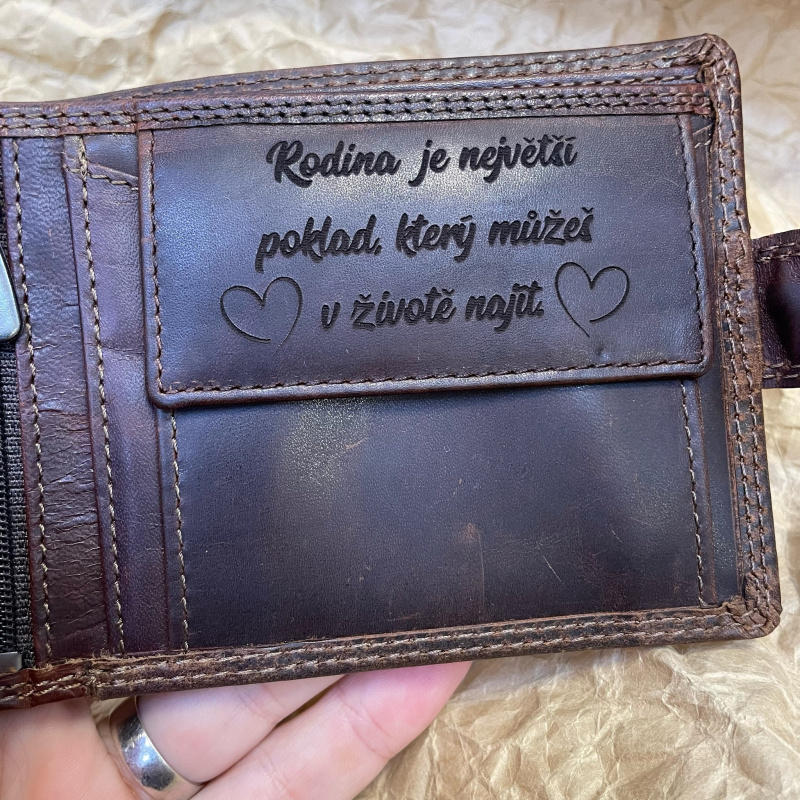 Rodina je největší
poklad, který můžeš
v životě najít.